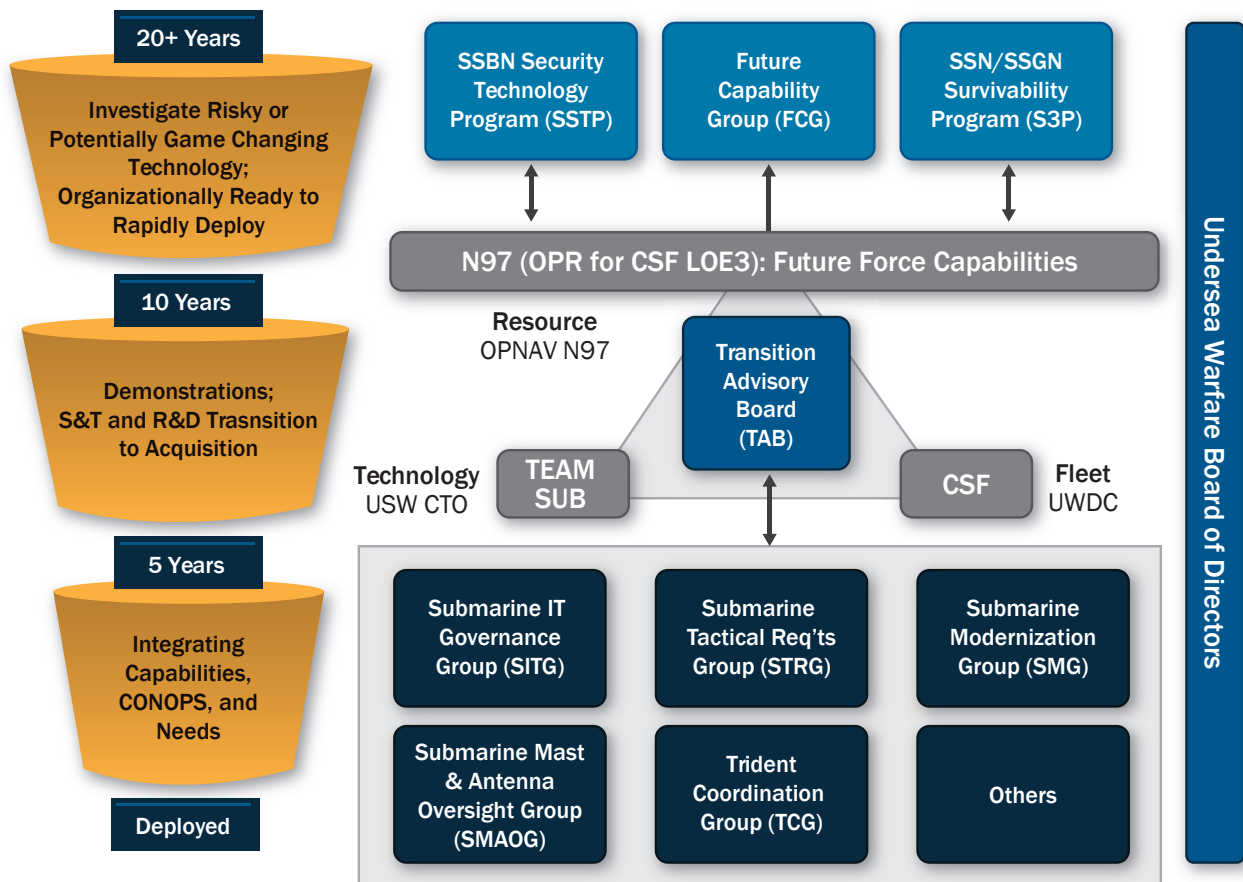 20+ Years
Investigate Risky or
Potentially Game Changing
Technology;
Organizationally Ready to
Rapidly Deploy
10 Years
Demonstrations;
S&T and R&D Trasnsition
to Acquisition
5 Years
Integrating
Capabilities,
CONOPS, and
Needs
Deployed
SSBN Security
Technology
Program (SSTP)
Future
Capability
Group (FCG)
SSN/SSGN
Survivability
Program (S3P)
N97 (OPR for CSF LOE3): Future Force Capabilities
Resource
OPNAV N97
Transition
Advisory
Board
(TAB)
Technology
USW CTO
TEAM
SUB
CSF
Fleet
UWDC
Submarine IT
Governance
Group (SITG)
Submarine
Tactical Req'ts
Group (STRG)
Submarine
Modernization
Group (SMG)
Submarine Mast
& Antenna
Oversight Group
(SMAOG)
Trident
Coordination
Group (TCG)
Others
Undersea Warfare Board of Directors